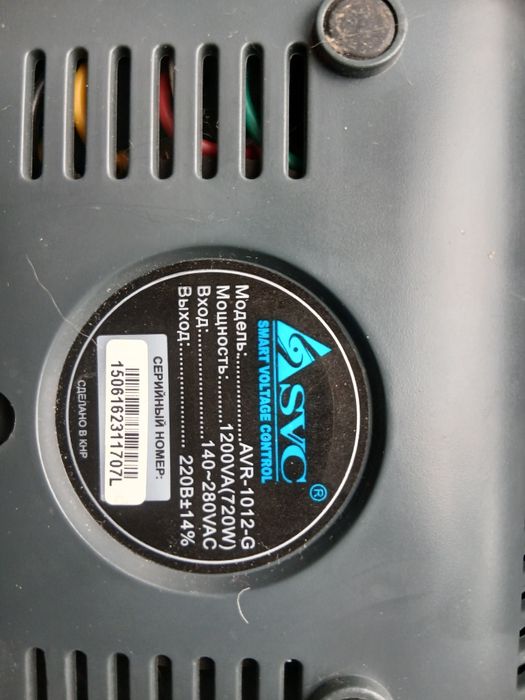 SVC®
SMART VOLTAGE CONTROL
Модель:....................AVR-1012-G
Мощность:.........1200VA(720W)
Вход:....................140~280VAC
Выход:.................. 220В±14%
СЕРИЙНЫЙ НОМЕР:
1506162311707L
СДЕЛАНО В КНР